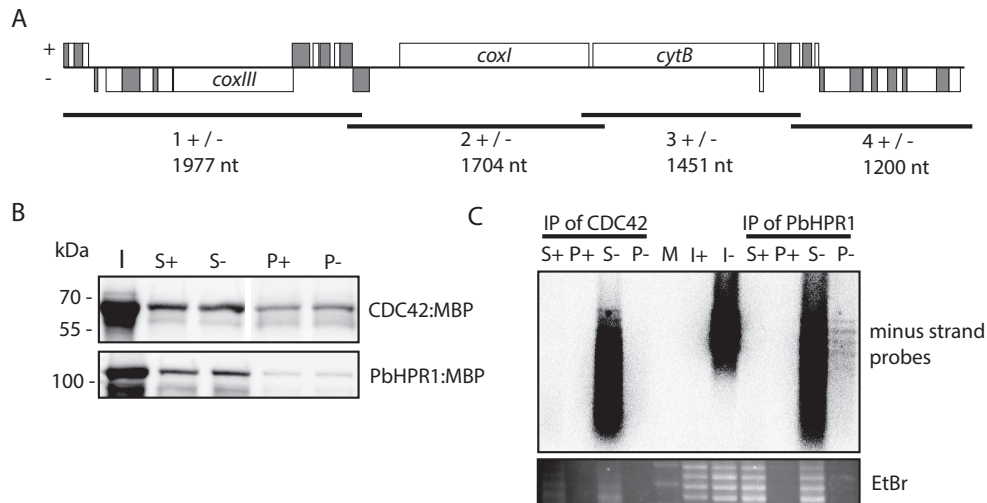 A
+
coxI
cytB
-
coxIII
1 + / -
1977 nt
2 + / -
1704 nt
3 + / -
1451 nt
4 + / -
1200 nt
B
kDa
I S+ S- P+ P-
70 -
55 -
CDC42:MBP
100 -
PbHPR1:MBP
C
IP of CDC42
IP of PbHPR1
S+ P+ S- P- M I+ I- S+ P+ S- P-
minus strand
probes
EtBr